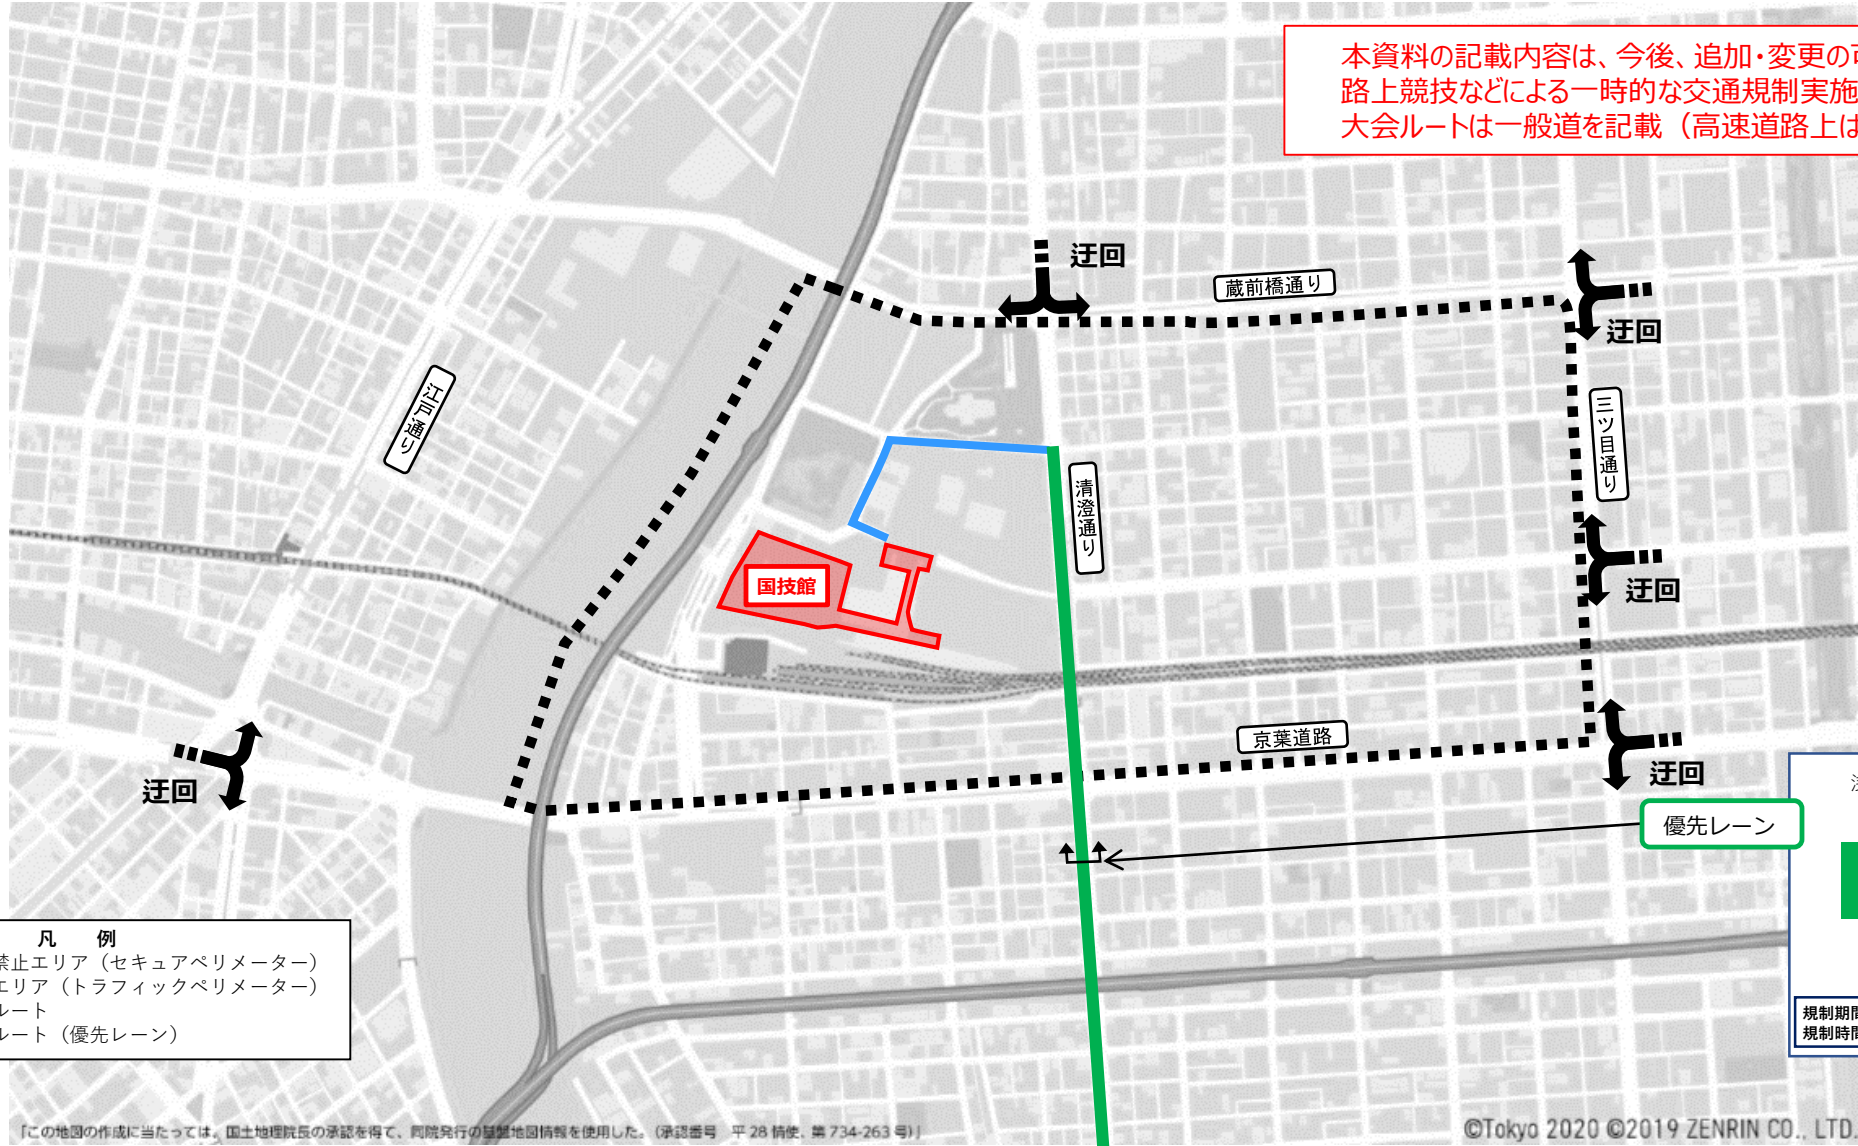 本資料の記載内容は、今後、追加・変更の
路上競技などによる一時的な交通規制実施
大会ルートは一般道を記載（高速道路上は
迂回
蔵前橋通り
迂回
江戸通り
三ツ目通り
清澄通り
国技館
迂回
京葉道路
迂回
迂回
優先レーン
凡 例
禁止エリア（セキュアペリメーター）
エリア（トラフィックペリメーター）
ルート
ルート（優先レーン）
規制期間
規制時間
「この地図の作成に当たっては、国土地理院長の承認を得て、同院発行の基盤地図情報を使用した。（承認番号　平 28 情使、第 734-263 号）」
©Tokyo 2020 ©2019 ZENRIN CO., LTD.